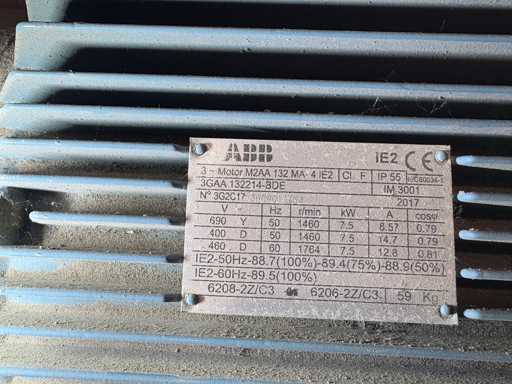 ABB IE2 CE
3~Motor M2AA 132 MA-4 IE2 Cl. F IP 55 IEC60034-1
3GAA 132214-BDE IM 3001
N° 3G2C17 2017
V Hz r/min kW A cosφ
690 Y 50 1460 7.5 8.57 0.79
400 D 50 1460 7.5 14.7 0.79
460 D 60 1764 7.5 12.8 0.81
IE2-50Hz-88.7(100%)-89.4(75%)-88.9(50%)
IE2-60Hz-89.5(100%)
6208-2Z/C3 6206-2Z/C3 59 Kg